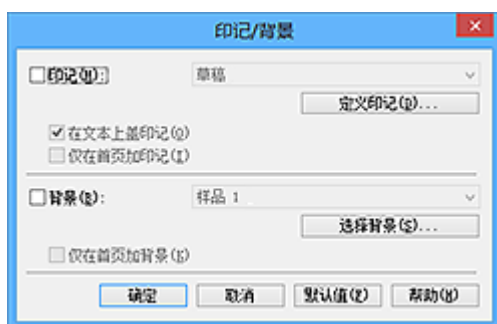 印记/背景
印记(W): 草稿
定义印记(D)...
在文本上盖印记(O)
仅在首页加印记(I)
背景(B): 样品 1
选择背景(S)...
仅在首页加背景(K)
确定 取消 默认值(F) 帮助(H)